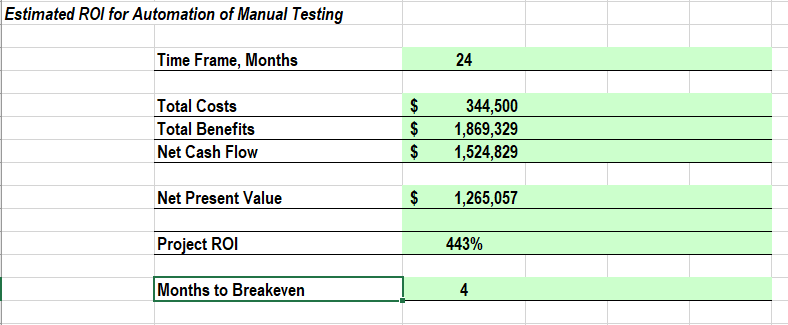 Estimated ROI for Automation of Manual Testing
Time Frame, Months 24
Total Costs $ 344,500
Total Benefits $ 1,869,329
Net Cash Flow $ 1,524,829
Net Present Value $ 1,265,057
Project ROI 443%
Months to Breakeven 4